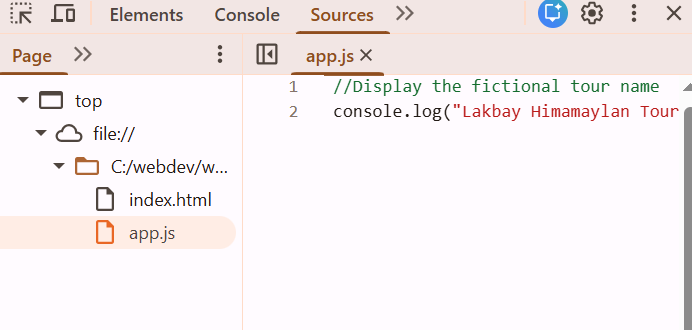 Elements Console Sources
Page app.js
top
file://
C:/webdev/w...
index.html
app.js
1 //Display the fictional tour name
2 console.log("Lakbay Himamaylan Tour